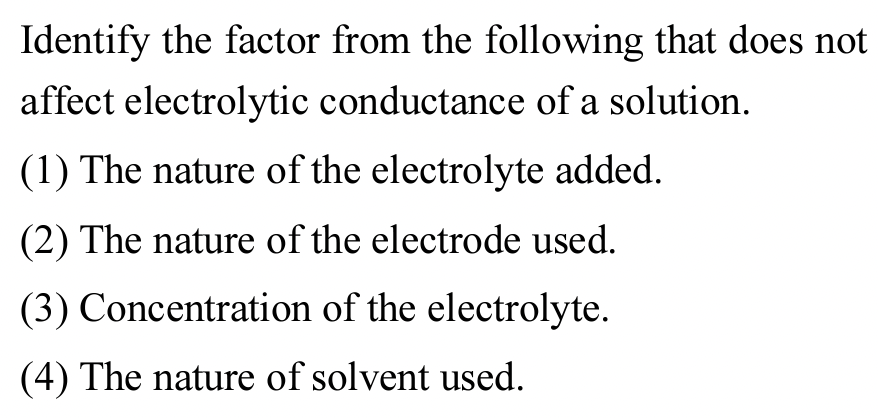 Identify the factor from the following that does not
affect electrolytic conductance of a solution.
(1) The nature of the electrolyte added.
(2) The nature of the electrode used.
(3) Concentration of the electrolyte.
(4) The nature of solvent used.